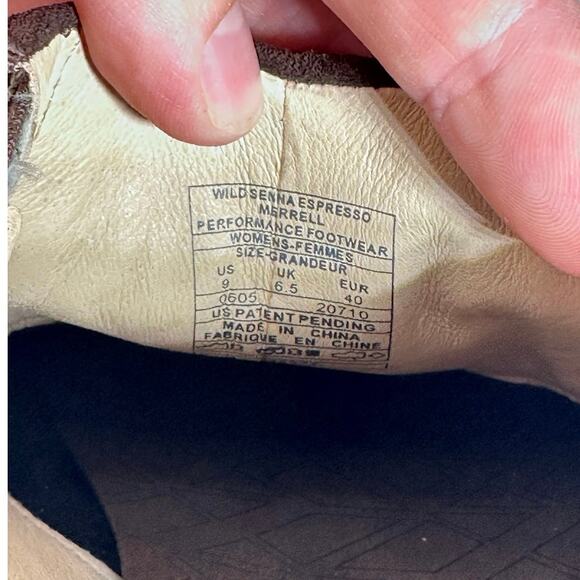 WILD SENNA ESPRESSO
MERRELL
PERFORMANCE FOOTWEAR
WOMENS-FEMMES
SIZE-GRANDEUR
US UK EUR
9 6.5 40
0605 20710
US PATENT PENDING
MADE IN CHINA
FABRIQUE EN CHINE